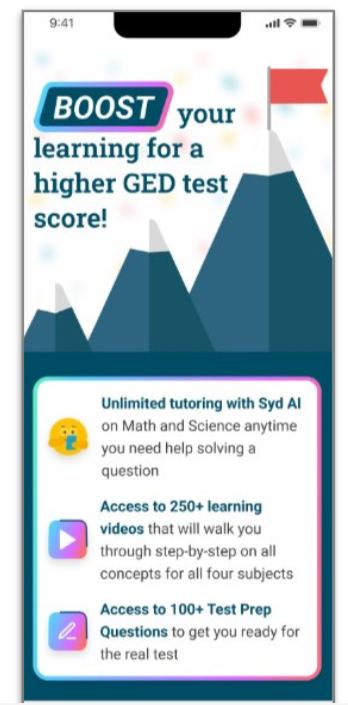 9:41
BOOST your
learning for a
higher GED test
score!
Unlimited tutoring with Syd AI
on Math and Science anytime
you need help solving a
question
Access to 250+ learning
videos that will walk you
through step-by-step on all
concepts for all four subjects
Access to 100+ Test Prep
Questions to get you ready for
the real test